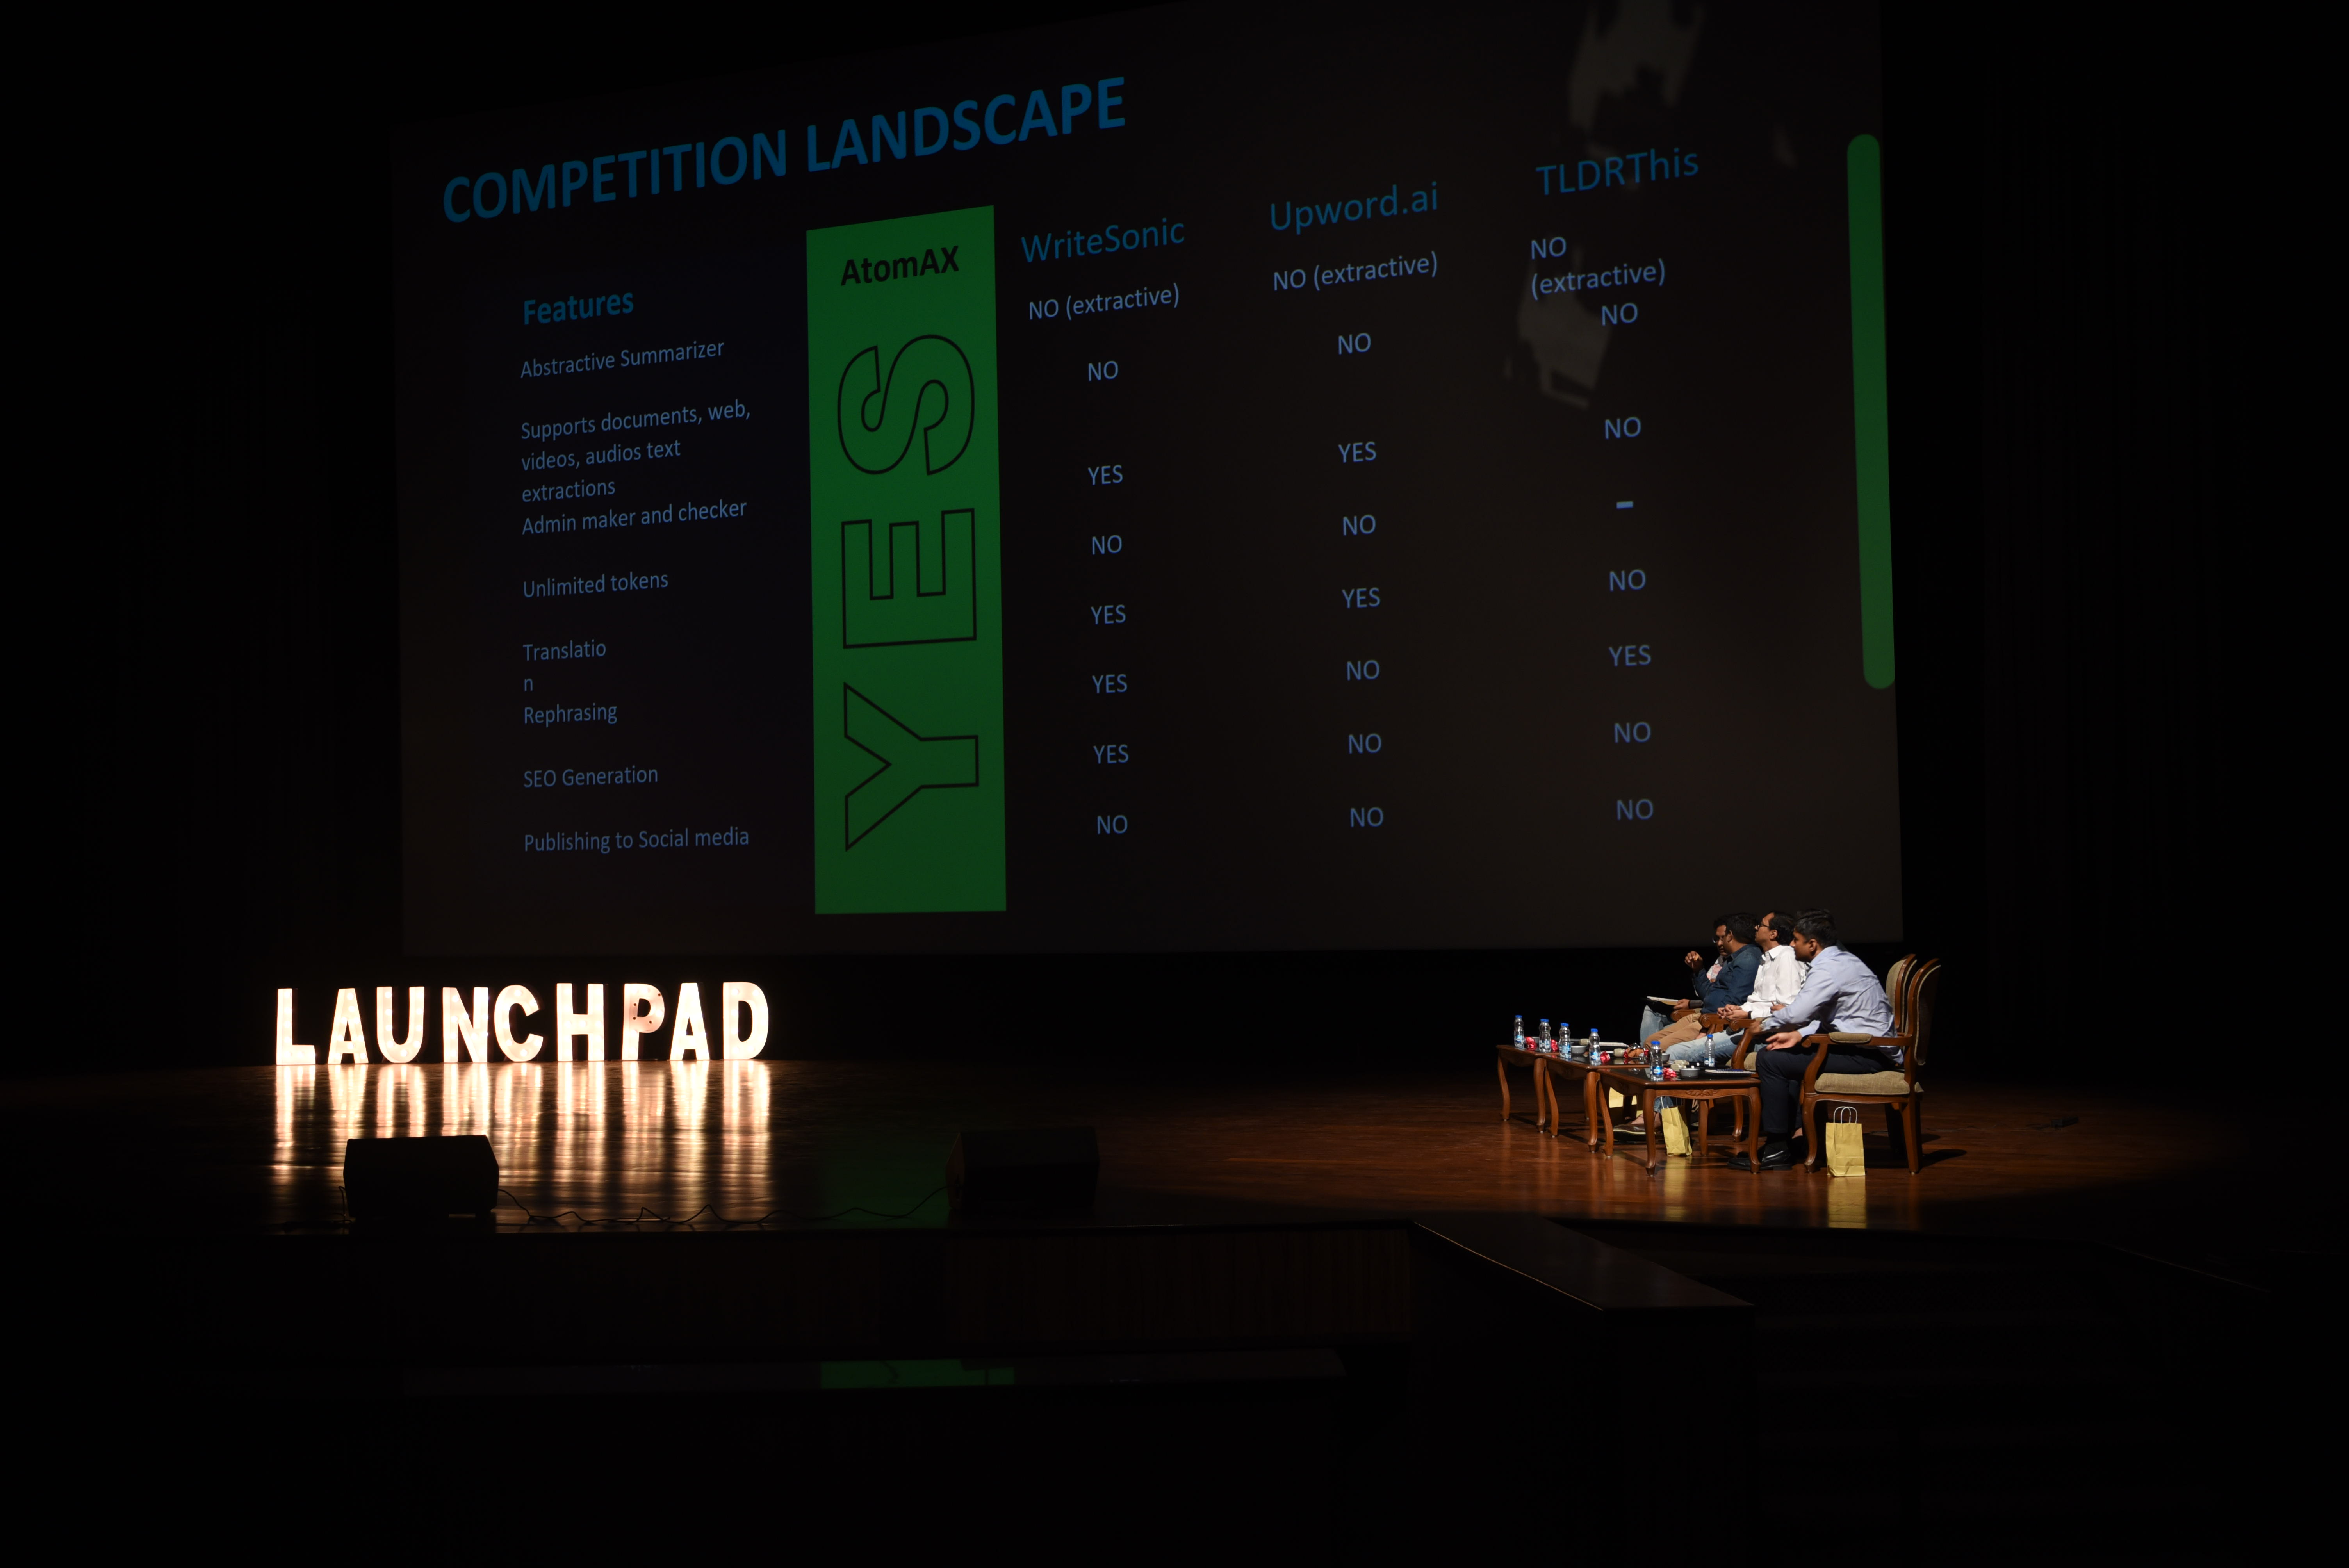 COMPETITION LANDSCAPE
Features
AtomAX
WriteSonic
Upword.ai
TLDRThis
Abstractive Summarizer
NO (extractive)
NO (extractive)
NO
(extractive)
Supports documents, web,
videos, audios text
extractions
NO
NO
NO
Admin maker and checker
YES
YES
NO
Unlimited tokens
NO
NO
-
Translatio
n
YES
YES
NO
Rephrasing
YES
NO
YES
SEO Generation
YES
NO
NO
Publishing to Social media
NO
NO
NO
YES
LAUNCHPAD